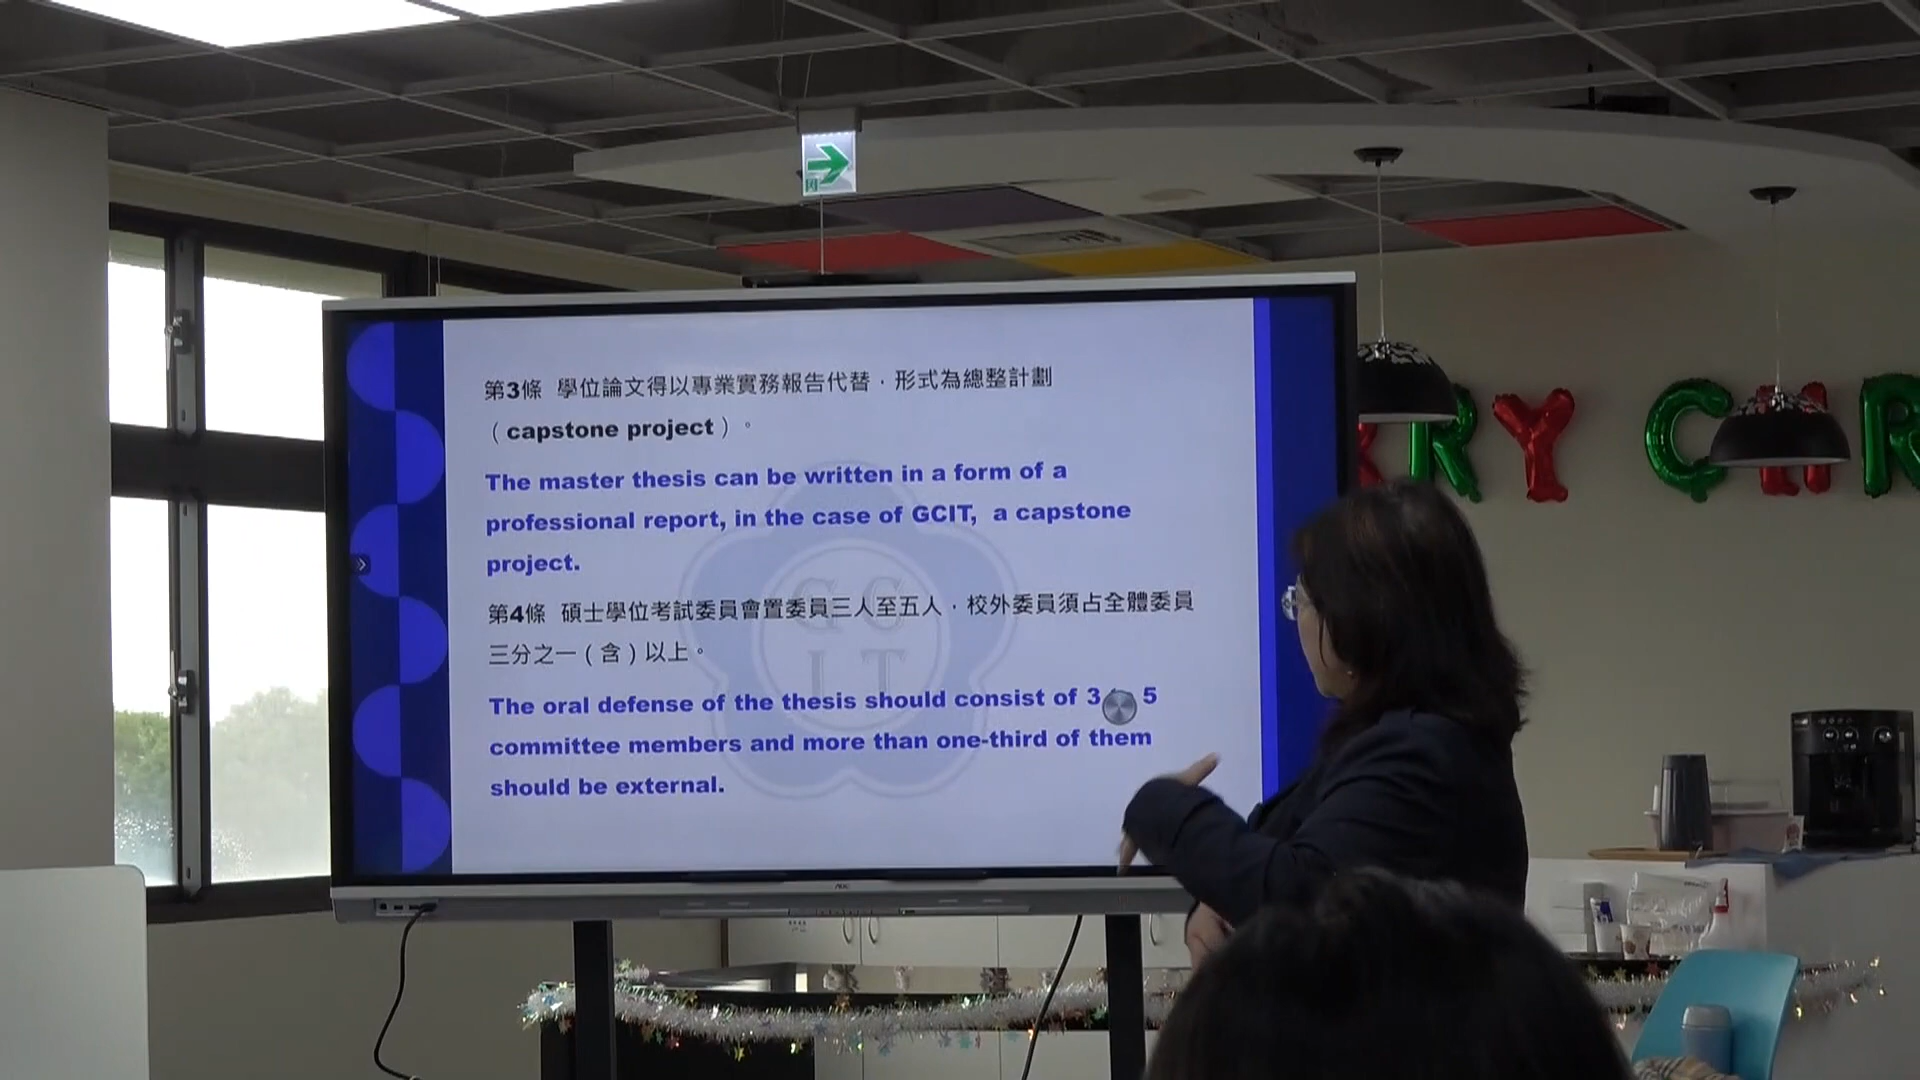 第3條 學位論文得以專業實務報告代替，形式為總整計劃
（capstone project）。
The master thesis can be written in a form of a
professional report, in the case of GCIT, a capstone
project.
第4條 碩士學位考試委員會置委員三人至五人，校外委員須占全體委員
三分之一（含）以上。
The oral defense of the thesis should consist of 3 5
committee members and more than one-third of them
should be external.
GC
IT
RY CHR
AOC